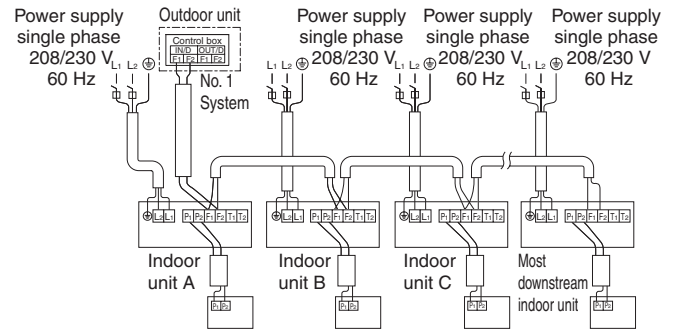 Power supply
single phase
208/230 V
60 Hz
L1 L2
Outdoor unit
Control box
IN/D OUT/D
F1 F2 F1 F2
No. 1
System
Power supply
single phase
208/230 V
60 Hz
L1 L2
Power supply
single phase
208/230 V
60 Hz
L1 L2
Power supply
single phase
208/230 V
60 Hz
L1 L2
L2 L1
P1 P2 F1 F2 T1 T2
L2 L1
P1 P2 F1 F2 T1 T2
L2 L1
P1 P2 F1 F2 T1 T2
L2 L1
P1 P2 F1 F2 T1 T2
Indoor
unit A
Indoor
unit B
Indoor
unit C
Most
downstream
indoor unit
P1 P2
P1 P2
P1 P2
P1 P2